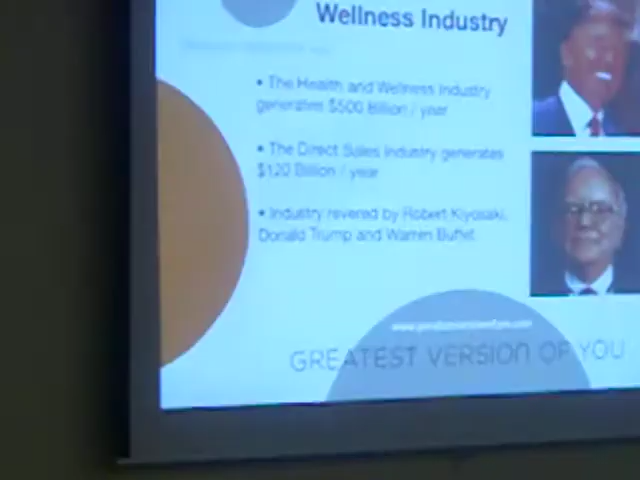 Wellness Industry
• The Health and Wellness Industry
generates $500 Billion / year
• The Direct Sales Industry generates
$120 Billion / year
• Industry revered by Robert Kiyosaki,
Donald Trump and Warren Buffet
GREATEST VERSION OF YOU